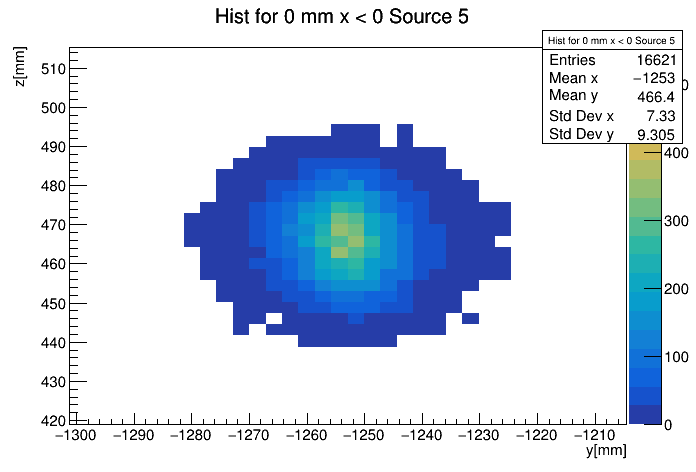 Hist for 0 mm x < 0 Source 5
z[mm]
Hist for 0 mm x < 0 Source 5
Entries 16621
Mean x −1253
Mean y 466.4
Std Dev x 7.33
Std Dev y 9.305
510
500
490
480
470
460
450
440
430
420
−1300 −1290 −1280 −1270 −1260 −1250 −1240 −1230 −1220 −1210
y[mm]
0
400
300
200
100
0